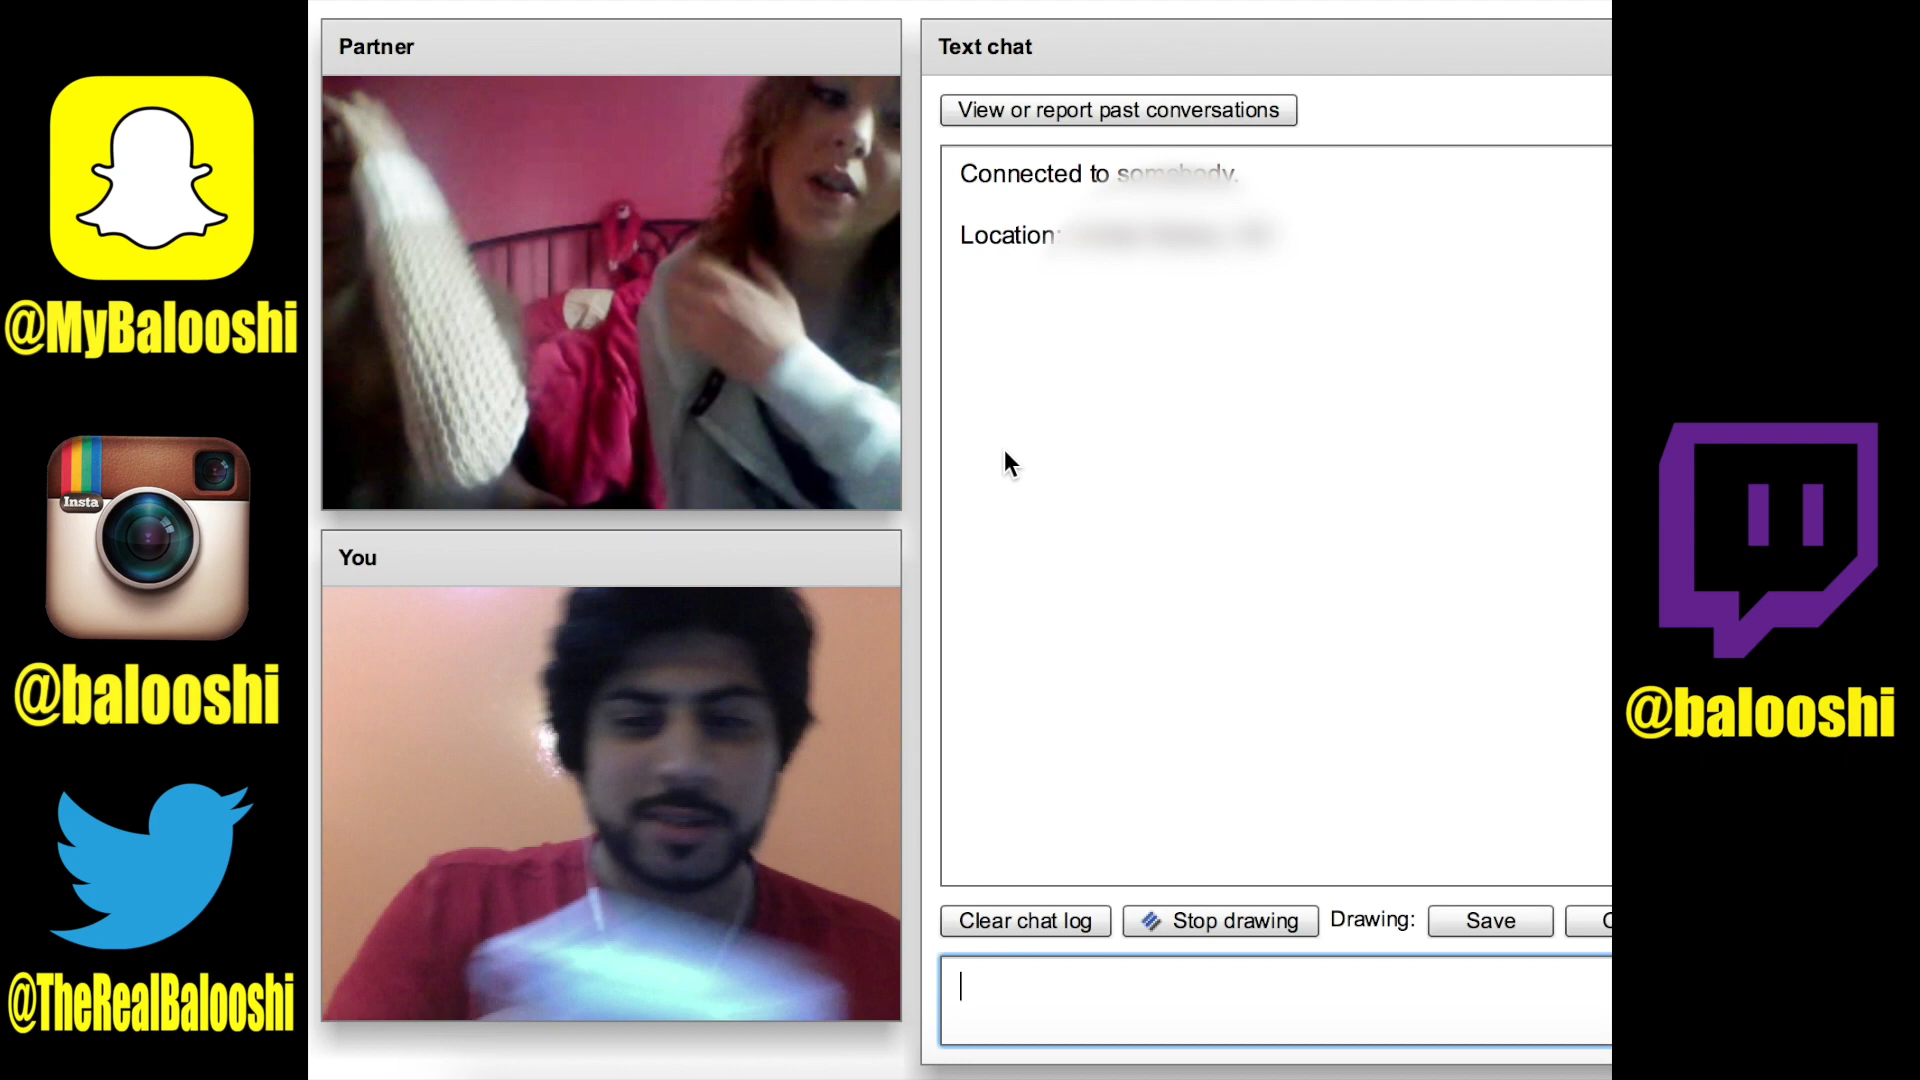 Partner
Text chat
View or report past conversations
Connected to somebody.
Location:
@MyBalooshi
Insta
@balooshi
You
@balooshi
Clear chat log
Stop drawing
Drawing:
Save
@TheRealBalooshi